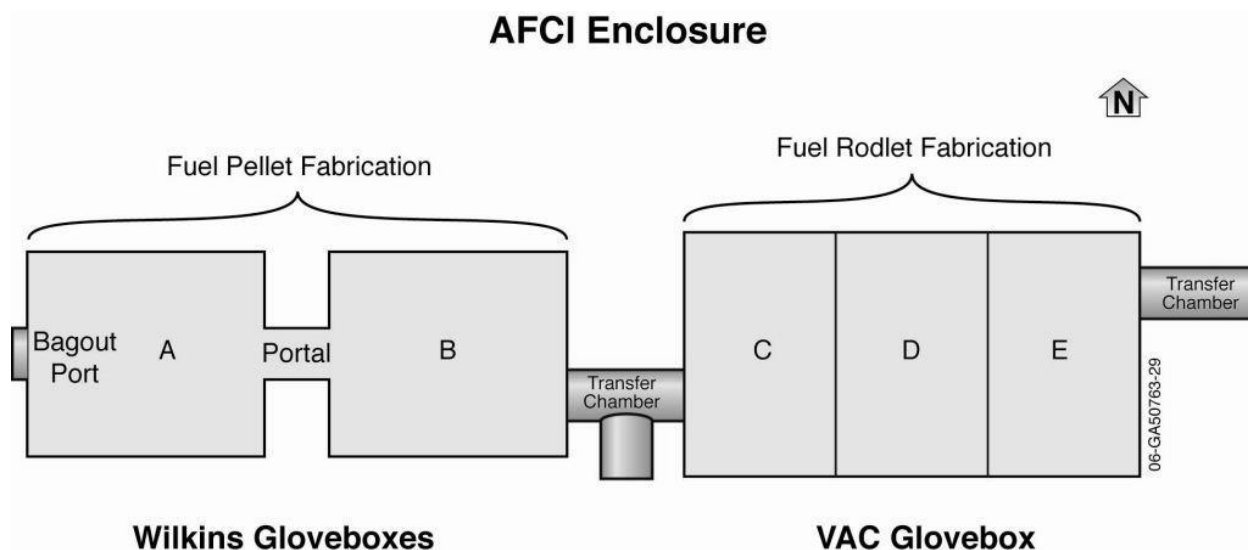 AFCI Enclosure
N
Fuel Pellet Fabrication
Fuel Rodlet Fabrication
Bagout
Port
A
Portal
B
Transfer
Chamber
C
D
E
Transfer
Chamber
06-GA50763-29
Wilkins Gloveboxes
VAC Glovebox